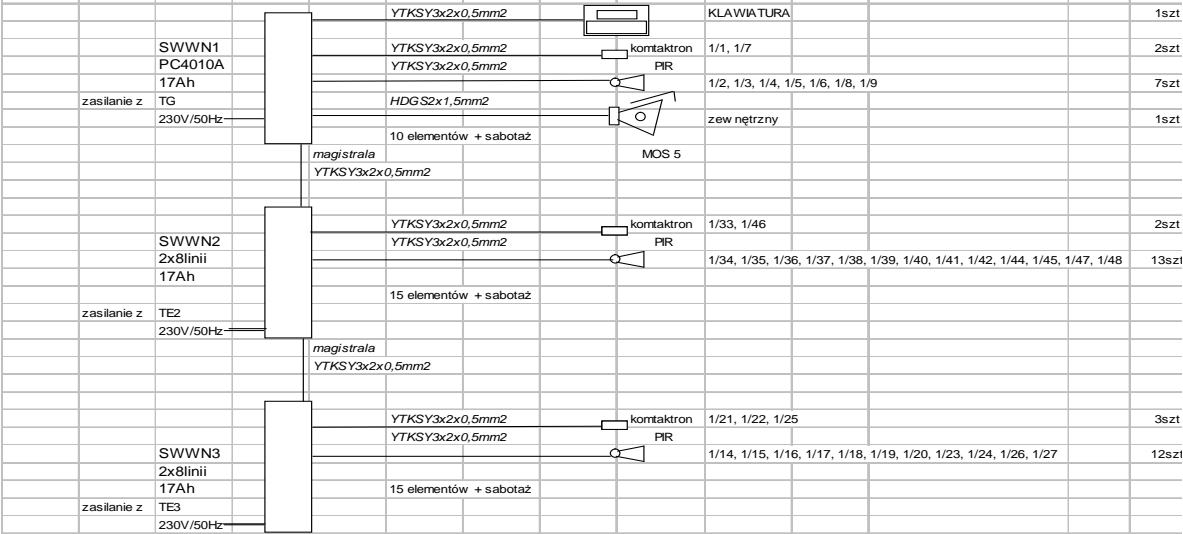 YTKSY3x2x0,5mm2 KLAWIATURA 1szt
SWWN1 YTKSY3x2x0,5mm2 komtaktron 1/1, 1/7 2szt
PC4010A YTKSY3x2x0,5mm2 PIR
17Ah 1/2, 1/3, 1/4, 1/5, 1/6, 1/8, 1/9 7szt
zasilanie z TG HDGS2x1,5mm2
230V/50Hz zew nętrzny 1szt
10 elementów + sabotaż
magistrala MOS 5
YTKSY3x2x0,5mm2
YTKSY3x2x0,5mm2 komtaktron 1/33, 1/46 2szt
SWWN2 YTKSY3x2x0,5mm2 PIR
2x8linii 1/34, 1/35, 1/36, 1/37, 1/38, 1/39, 1/40, 1/41, 1/42, 1/44, 1/45, 1/47, 1/48 13szt
17Ah
15 elementów + sabotaż
zasilanie z TE2
230V/50Hz
magistrala
YTKSY3x2x0,5mm2
YTKSY3x2x0,5mm2 komtaktron 1/21, 1/22, 1/25 3szt
YTKSY3x2x0,5mm2 PIR
SWWN3 1/14, 1/15, 1/16, 1/17, 1/18, 1/19, 1/20, 1/23, 1/24, 1/26, 1/27 12szt
2x8linii
17Ah 15 elementów + sabotaż
zasilanie z TE3
230V/50Hz